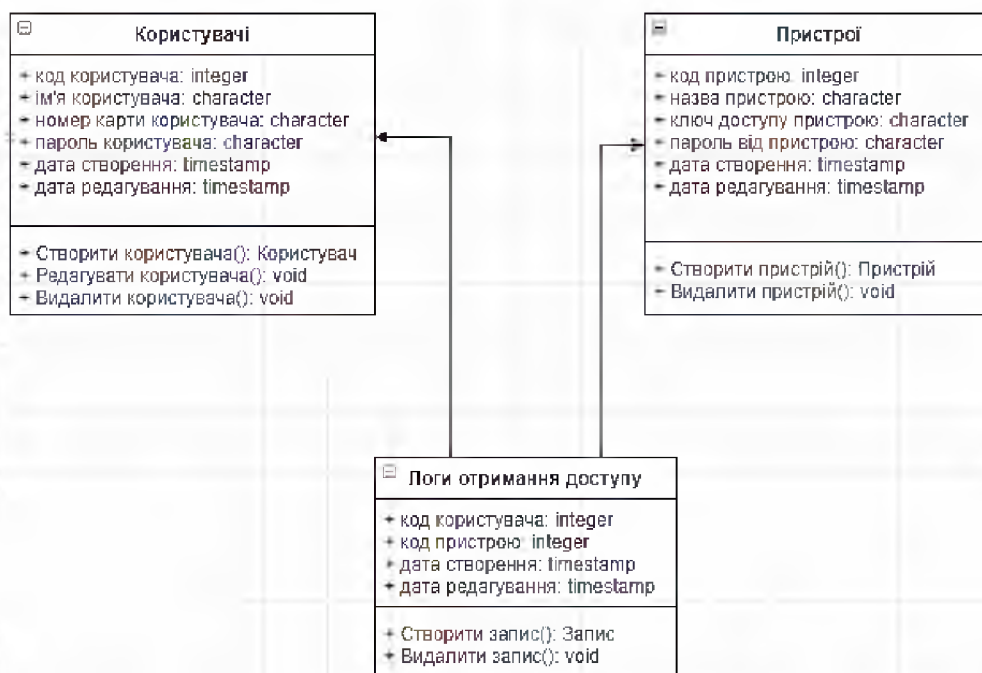 Користувачі
+ код користувача: integer
+ ім'я користувача: character
+ номер карти користувача: character
+ пароль користувача: character
+ дата створення: timestamp
+ дата редагування: timestamp
+ Створити користувача(): Користувач
+ Редагувати користувача(): void
+ Видалити користувача(): void
Пристрої
+ код пристрою: integer
+ назва пристрою: character
+ ключ доступу пристрою: character
+ пароль від пристрою: character
+ дата створення: timestamp
+ дата редагування: timestamp
+ Створити пристрій(): Пристрій
+ Видалити пристрій(): void
Логи отримання доступу
+ код користувача: integer
+ код пристрою: integer
+ дата створення: timestamp
+ дата редагування: timestamp
+ Створити запис(): Запис
+ Видалити запис(): void